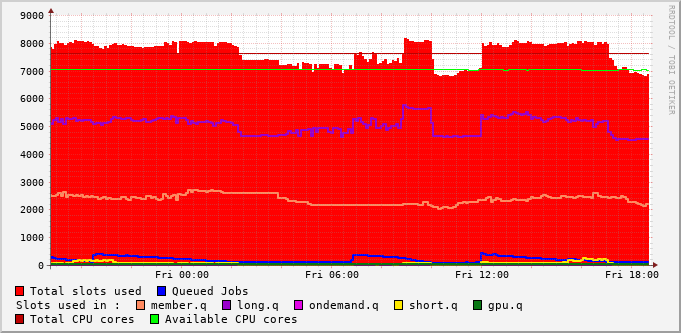 9000
8000
7000
6000
5000
4000
3000
2000
1000
0
Fri 00:00 Fri 06:00 Fri 12:00 Fri 18:00
RRDTOOL / TOBI OETIKER
Total slots used Queued Jobs
Slots used in : member.q long.q ondemand.q short.q gpu.q
Total CPU cores Available CPU cores